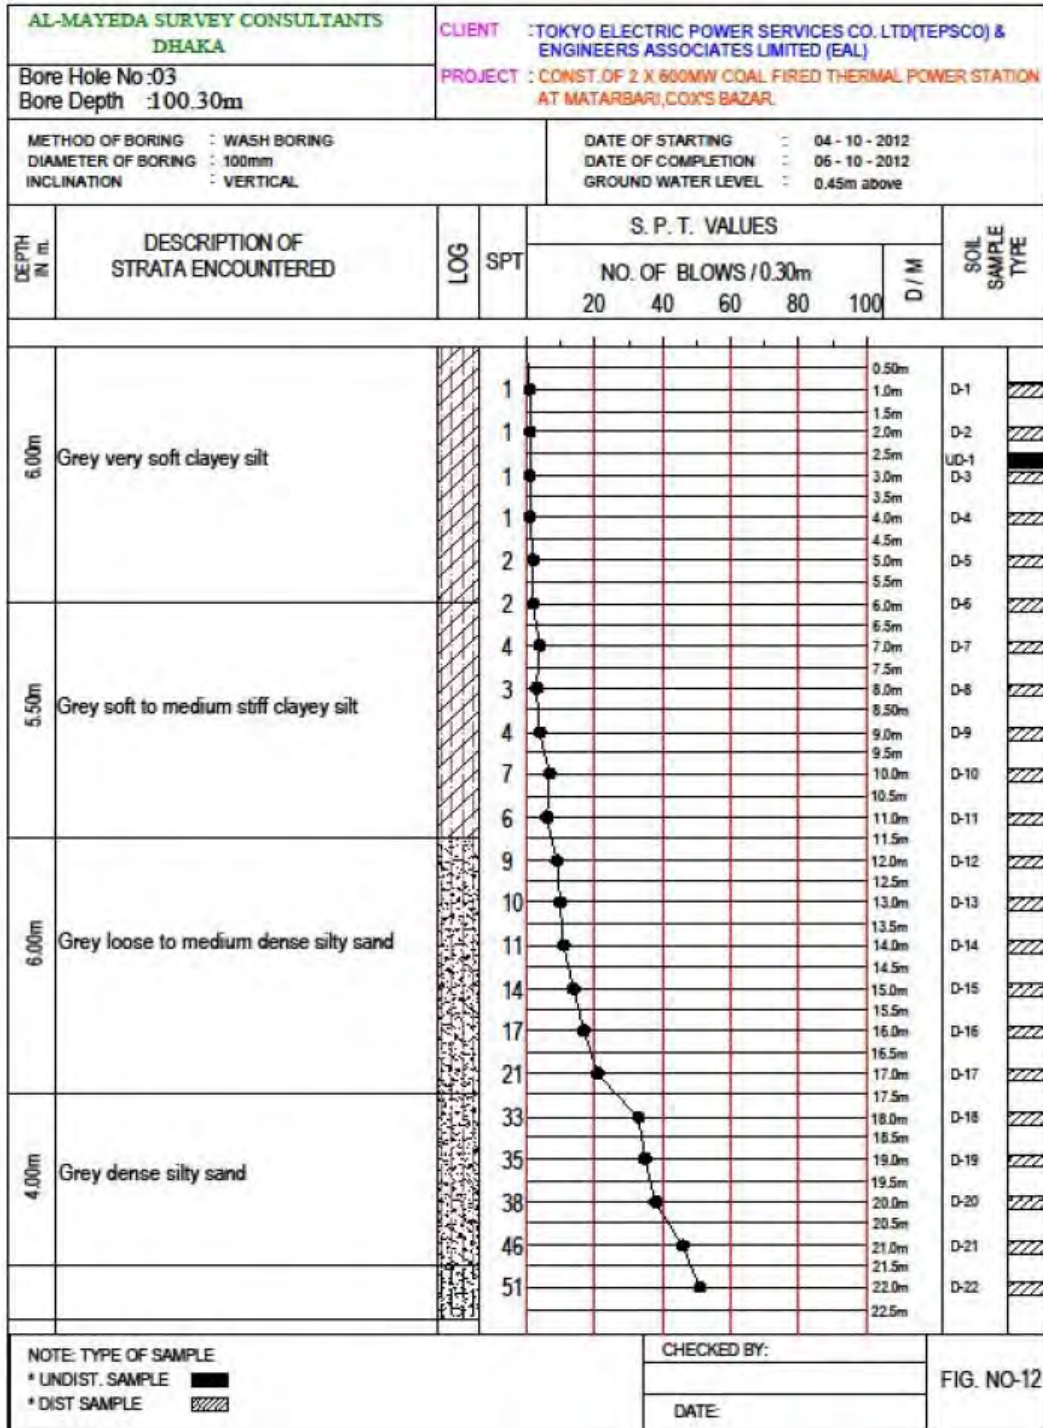 AL-MAYEDA SURVEY CONSULTANTS
DHAKA
Bore Hole No :03
Bore Depth :100.30m
CLIENT : TOKYO ELECTRIC POWER SERVICES CO. LTD(TEPSCO) &
ENGINEERS ASSOCIATES LIMITED (EAL)
PROJECT : CONST.OF 2 X 600MW COAL FIRED THERMAL POWER STATION
AT MATARBARI,COX'S BAZAR.
METHOD OF BORING : WASH BORING
DIAMETER OF BORING : 100mm
INCLINATION : VERTICAL
DATE OF STARTING : 04 - 10 - 2012
DATE OF COMPLETION : 06 - 10 - 2012
GROUND WATER LEVEL : 0.45m above
DEPTH
IN m.
DESCRIPTION OF
STRATA ENCOUNTERED
LOG
SPT
S. P. T. VALUES
NO. OF BLOWS / 0.30m
20 40 60 80 100
D / M
SOIL
SAMPLE
TYPE
0.50m
1 1.0m D-1
1.5m
1 2.0m D-2
6.00m Grey very soft clayey silt 2.5m UD-1
1 3.0m D-3
3.5m
1 4.0m D-4
4.5m
2 5.0m D-5
5.5m
2 6.0m D-6
6.5m
4 7.0m D-7
7.5m
3 8.0m D-8
5.50m Grey soft to medium stiff clayey silt 8.50m
4 9.0m D-9
9.5m
7 10.0m D-10
10.5m
6 11.0m D-11
11.5m
9 12.0m D-12
12.5m
10 13.0m D-13
13.5m
6.00m Grey loose to medium dense silty sand
11 14.0m D-14
14.5m
14 15.0m D-15
15.5m
17 16.0m D-16
16.5m
21 17.0m D-17
17.5m
33 18.0m D-18
18.5m
35 19.0m D-19
4.00m Grey dense silty sand 19.5m
38 20.0m D-20
20.5m
46 21.0m D-21
21.5m
51 22.0m D-22
22.5m
NOTE: TYPE OF SAMPLE
* UNDIST. SAMPLE
* DIST SAMPLE
CHECKED BY:
DATE:
FIG. NO-12